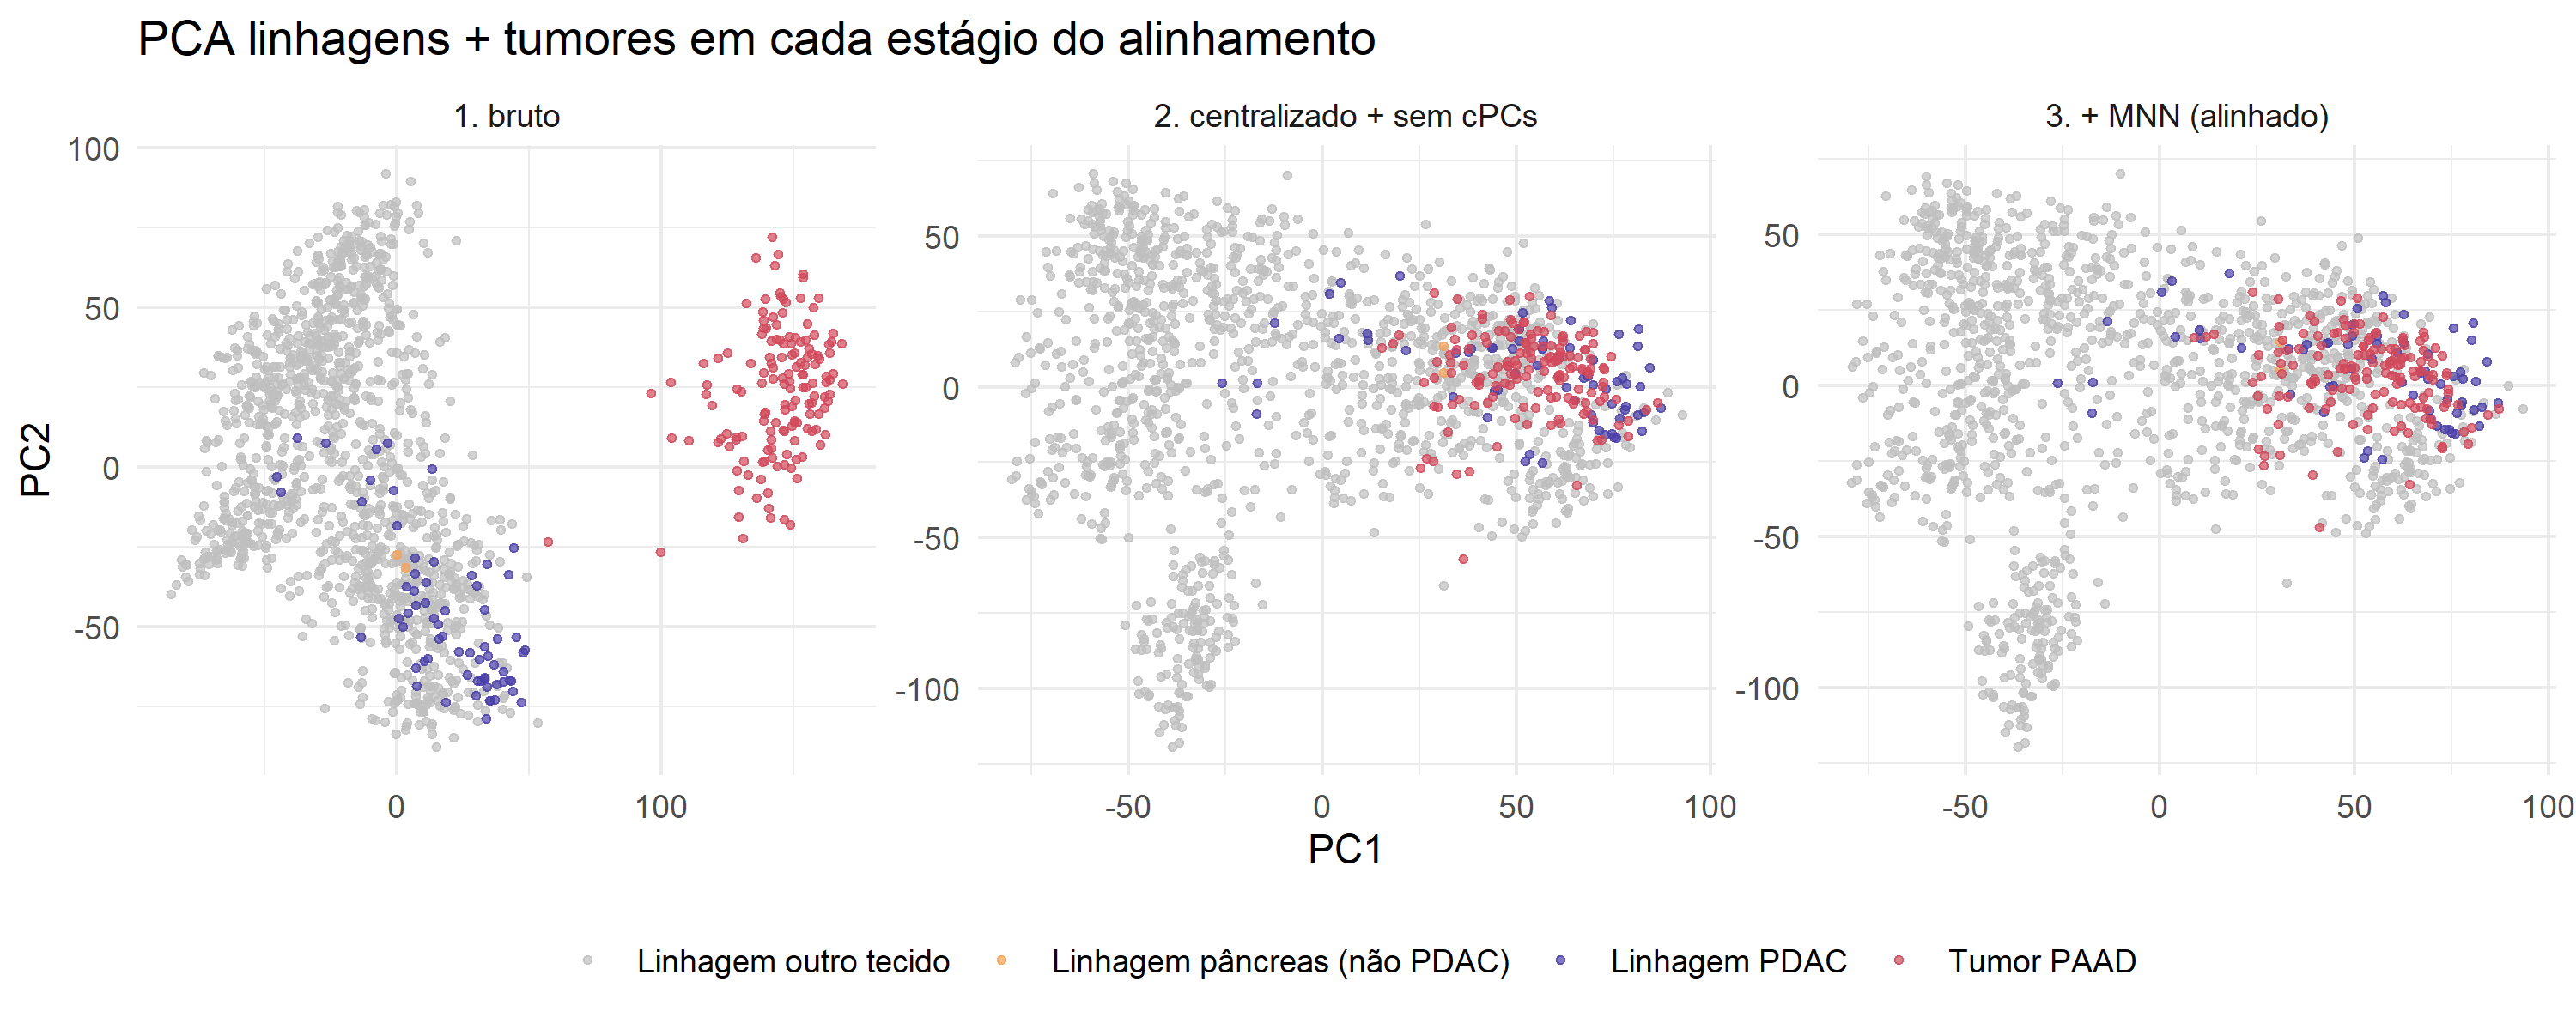 PCA linhagens + tumores em cada estágio do alinhamento
1. bruto
2. centralizado + sem cPCs
3. + MNN (alinhado)
PC2
100
50
0
-50
50
0
-50
-100
50
0
-50
-100
0
100
-50
0
50
100
-50
0
50
100
PC1
Linhagem outro tecido
Linhagem pâncreas (não PDAC)
Linhagem PDAC
Tumor PAAD